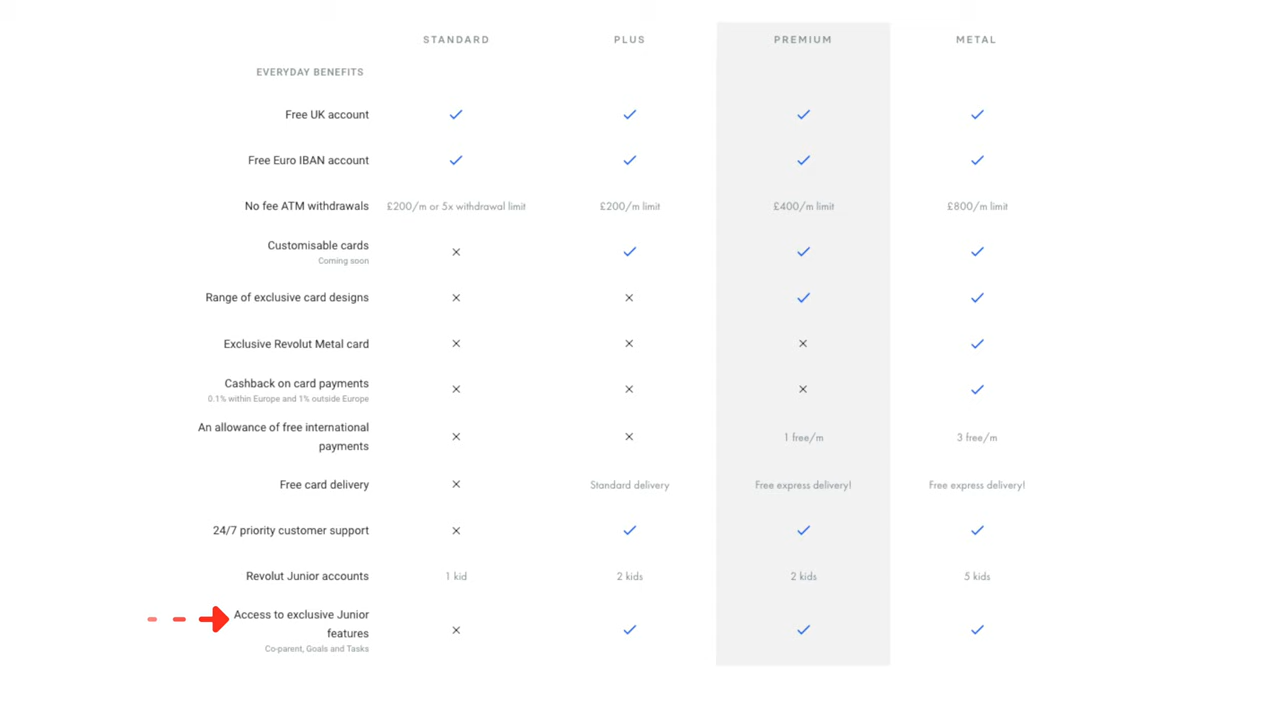 STANDARD PLUS PREMIUM METAL
EVERYDAY BENEFITS
Free UK account
Free Euro IBAN account
No fee ATM withdrawals £200/m or 5x withdrawal limit £200/m limit £400/m limit £800/m limit
Customisable cards
Coming soon
Range of exclusive card designs
Exclusive Revolut Metal card
Cashback on card payments
0.1% within Europe and 1% outside Europe
An allowance of free international
payments 1 free/m 3 free/m
Free card delivery Standard delivery Free express delivery! Free express delivery!
24/7 priority customer support
Revolut Junior accounts 1 kid 2 kids 2 kids 5 kids
Access to exclusive Junior
features
Co-parent, Goals and Tasks